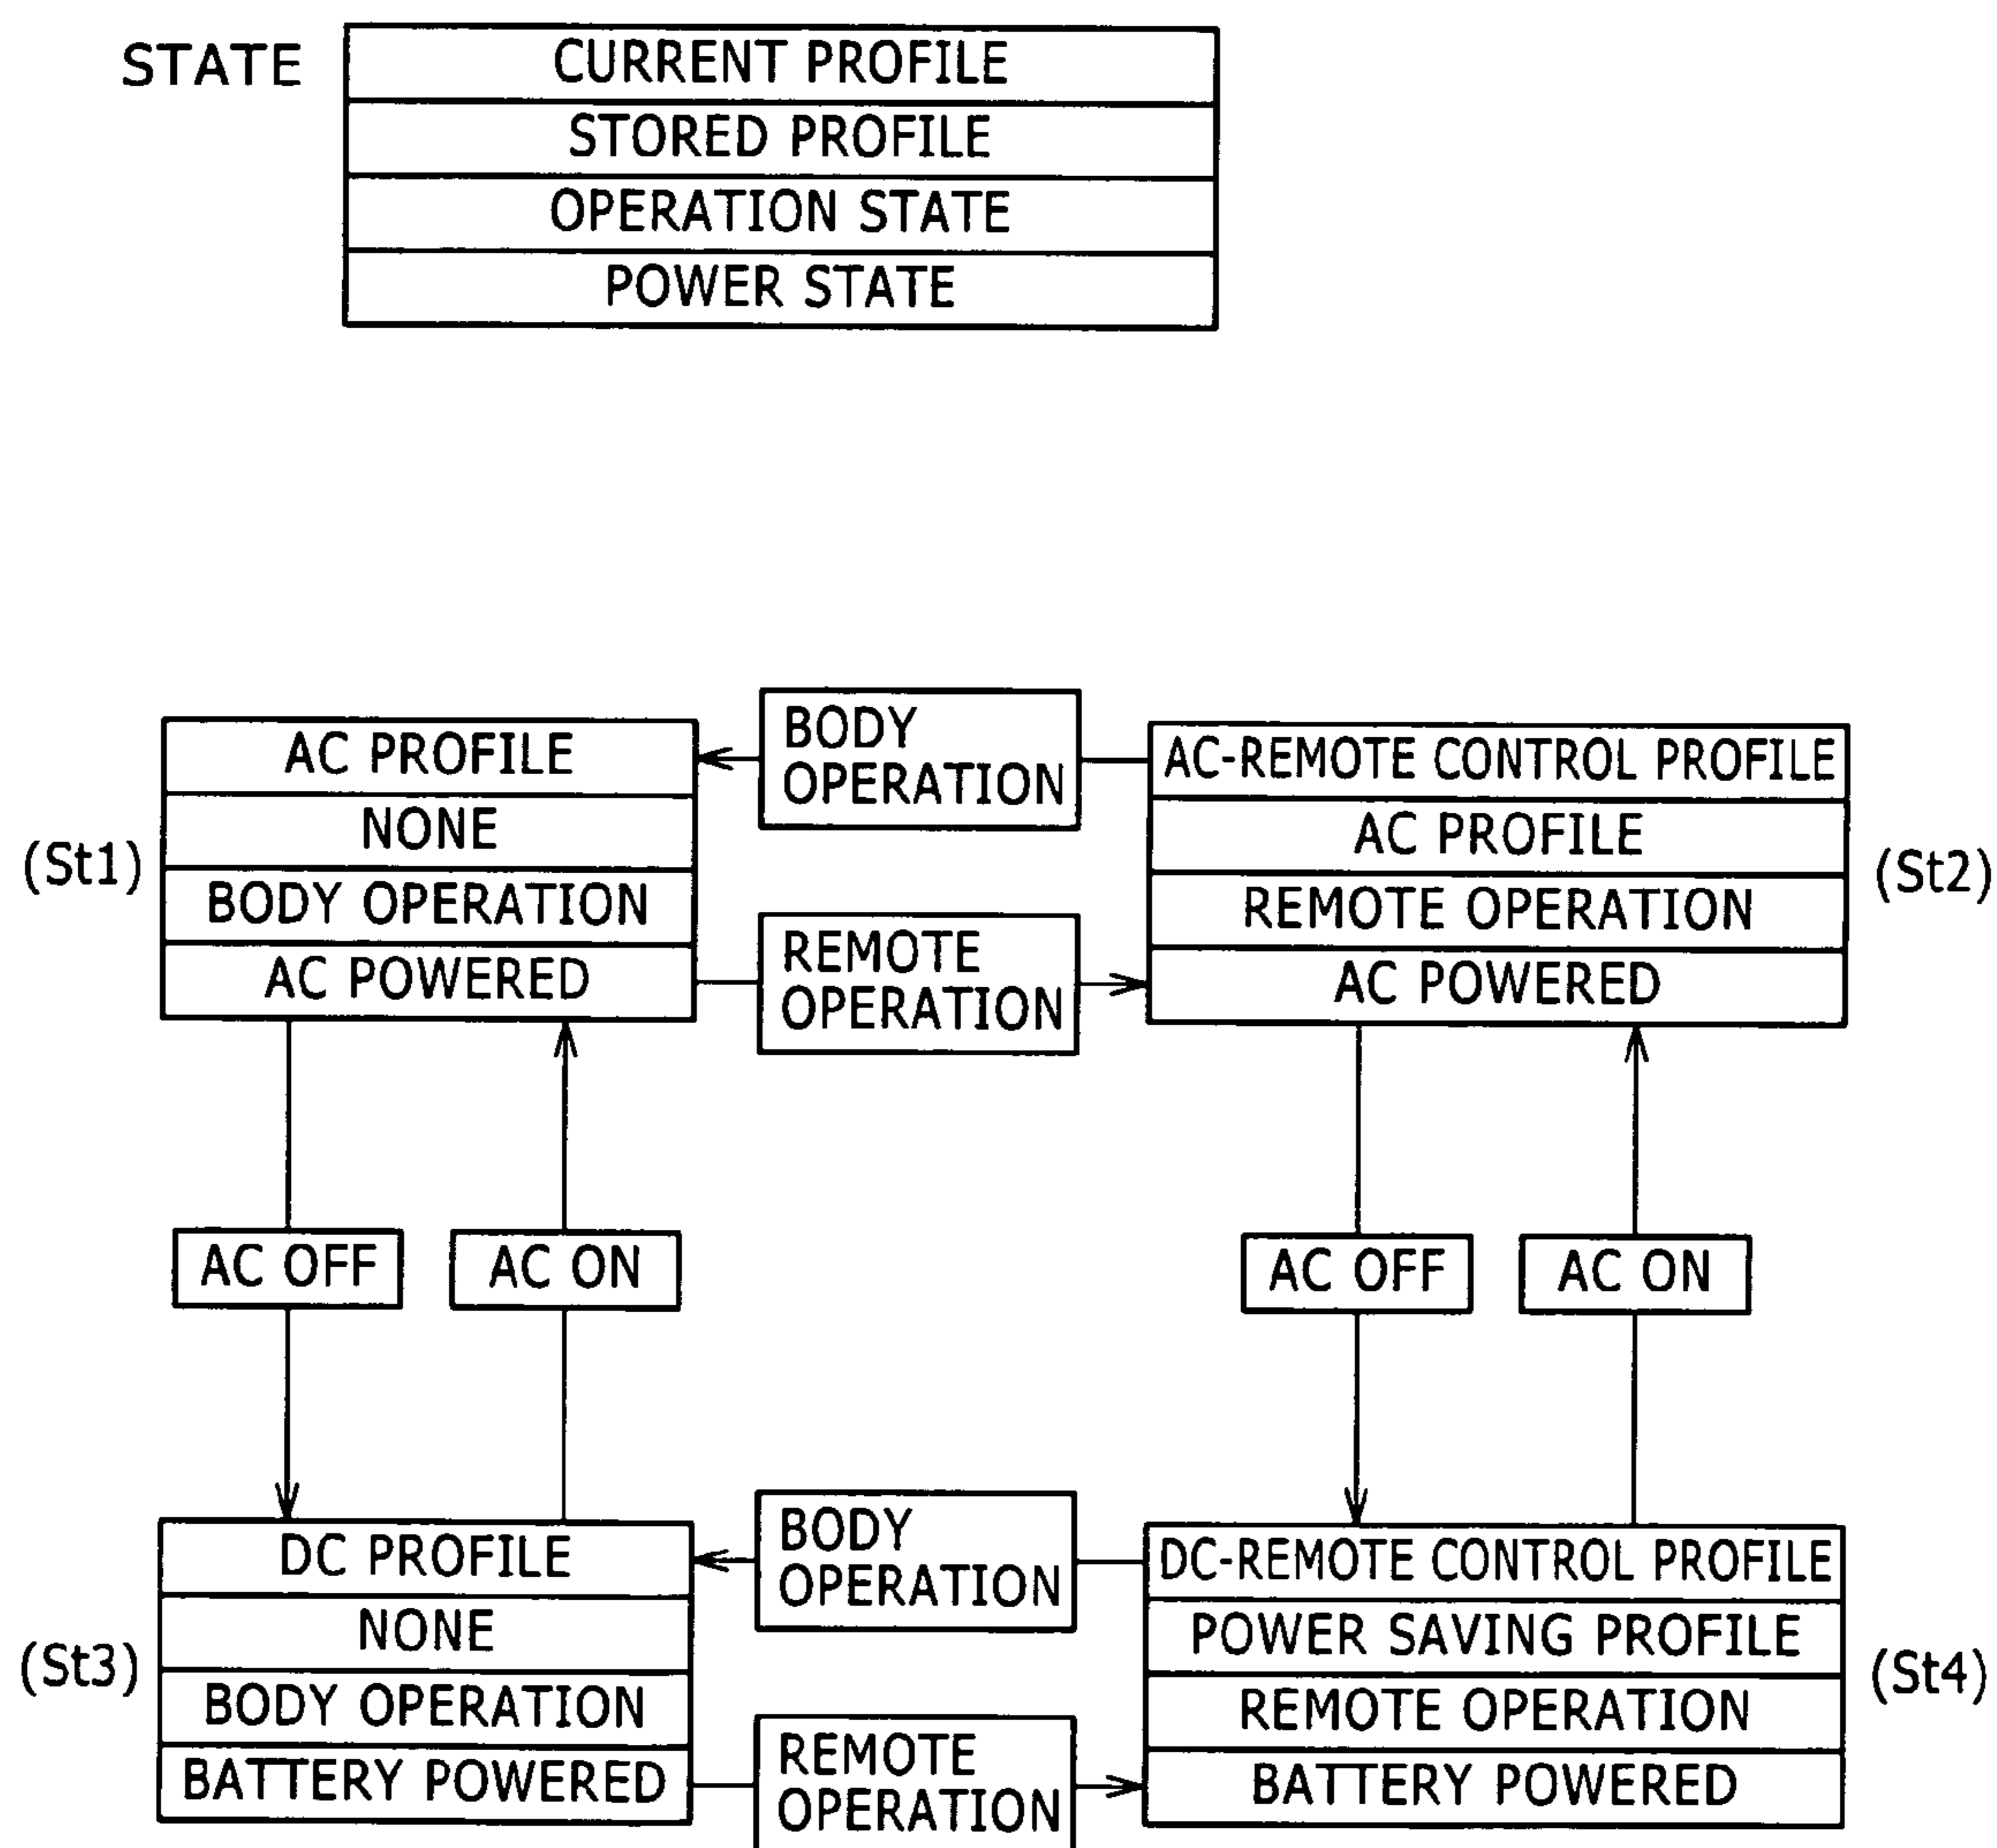 STATE
CURRENT PROFILE
STORED PROFILE
OPERATION STATE
POWER STATE
(St1)
AC PROFILE
NONE
BODY OPERATION
AC POWERED
BODY
OPERATION
REMOTE
OPERATION
AC-REMOTE CONTROL PROFILE
AC PROFILE
REMOTE OPERATION
AC POWERED
(St2)
AC OFF
AC ON
AC OFF
AC ON
(St3)
DC PROFILE
NONE
BODY OPERATION
BATTERY POWERED
BODY
OPERATION
REMOTE
OPERATION
DC-REMOTE CONTROL PROFILE
POWER SAVING PROFILE
REMOTE OPERATION
BATTERY POWERED
(St4)